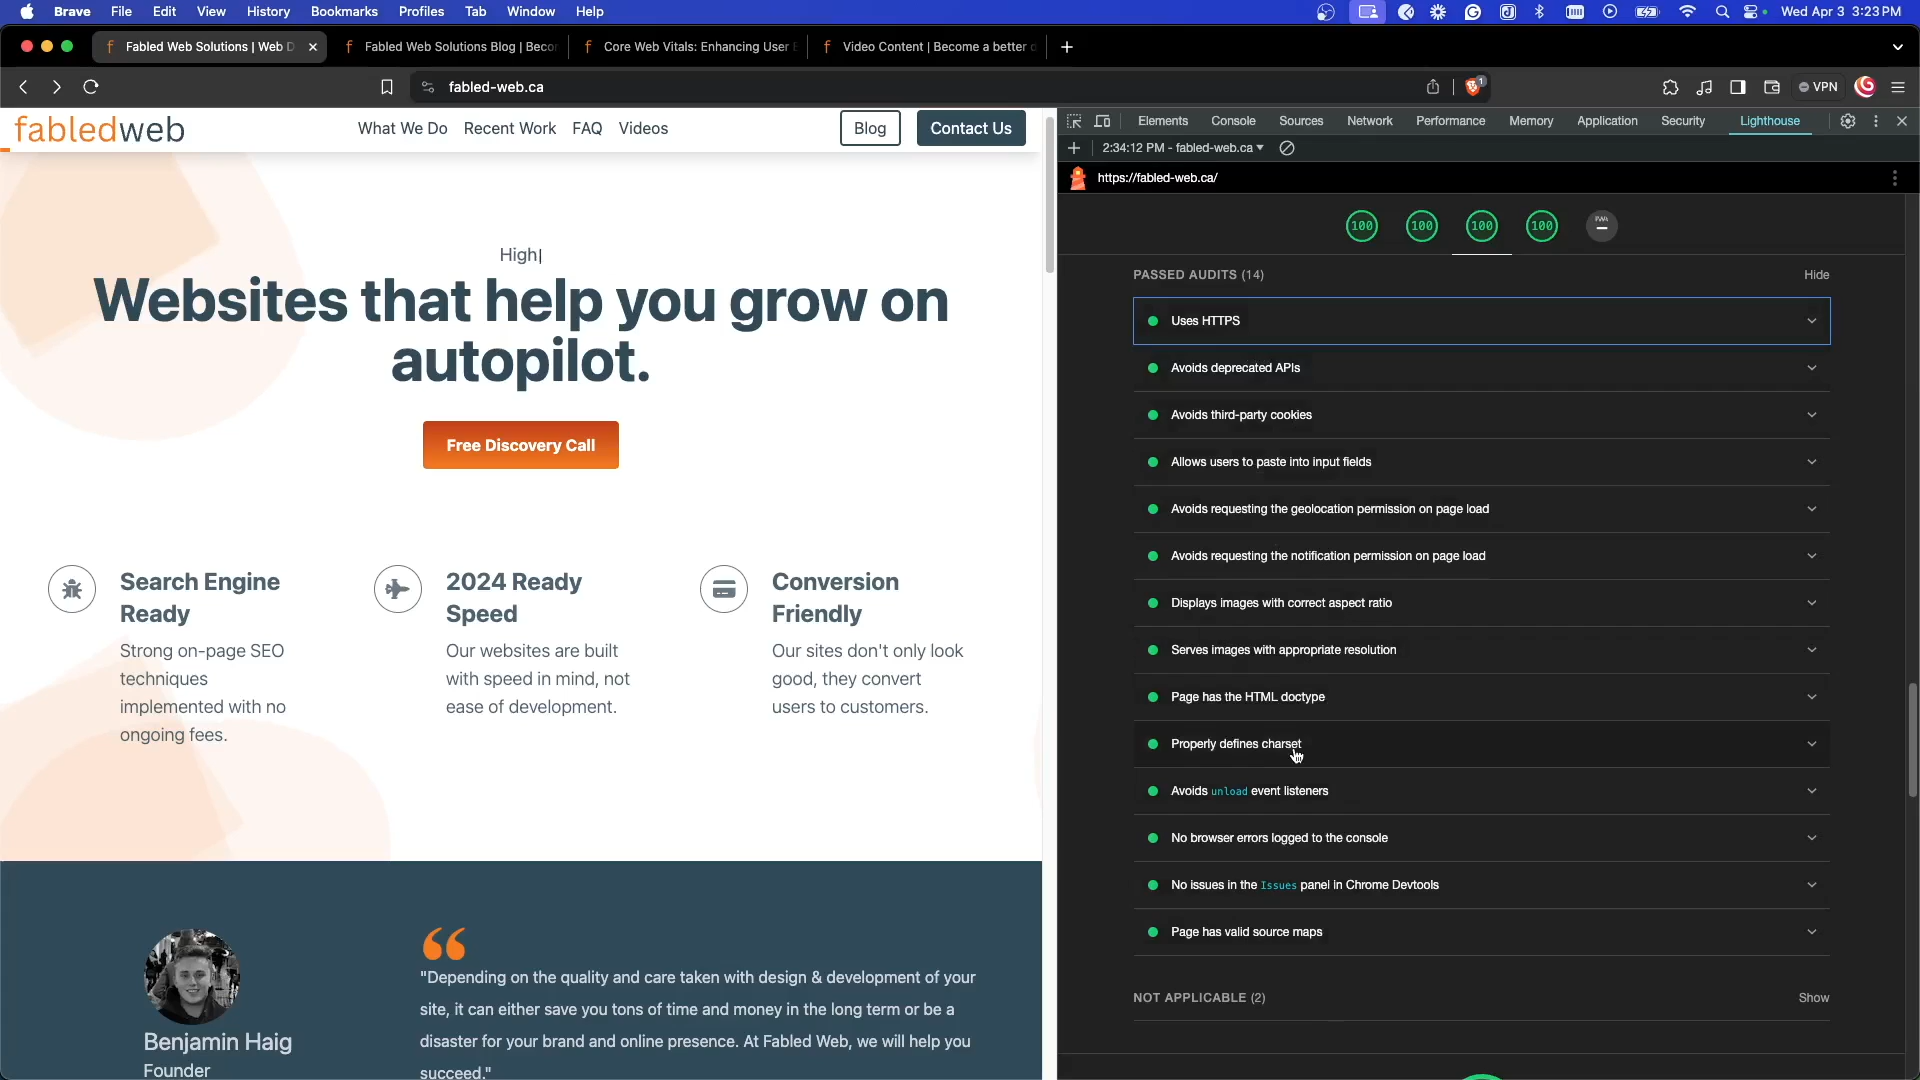 Brave File Edit View History Bookmarks Profiles Tab Window Help
Wed Apr 3 3:23 PM
Fabled Web Solutions | Web D
Fabled Web Solutions Blog | Beco
Core Web Vitals: Enhancing User E
Video Content | Become a better o
fabled-web.ca
1
VPN
fabledweb
What We Do Recent Work FAQ Videos
Blog
Contact Us
High|
Websites that help you grow on
autopilot.
Free Discovery Call
Search Engine
Ready
Strong on-page SEO
techniques
implemented with no
ongoing fees.
2024 Ready
Speed
Our websites are built
with speed in mind, not
ease of development.
Conversion
Friendly
Our sites don't only look
good, they convert
users to customers.
Benjamin Haig
Founder
"Depending on the quality and care taken with design & development of your
site, it can either save you tons of time and money in the long term or be a
disaster for your brand and online presence. At Fabled Web, we will help you
succeed."
Elements Console Sources Network Performance Memory Application Security Lighthouse
2:34:12 PM - fabled-web.ca
https://fabled-web.ca/
100 100 100 100 PWA
PASSED AUDITS (14)
Hide
Uses HTTPS
Avoids deprecated APIs
Avoids third-party cookies
Allows users to paste into input fields
Avoids requesting the geolocation permission on page load
Avoids requesting the notification permission on page load
Displays images with correct aspect ratio
Serves images with appropriate resolution
Page has the HTML doctype
Properly defines charset
Avoids unload event listeners
No browser errors logged to the console
No issues in the Issues panel in Chrome Devtools
Page has valid source maps
NOT APPLICABLE (2)
Show